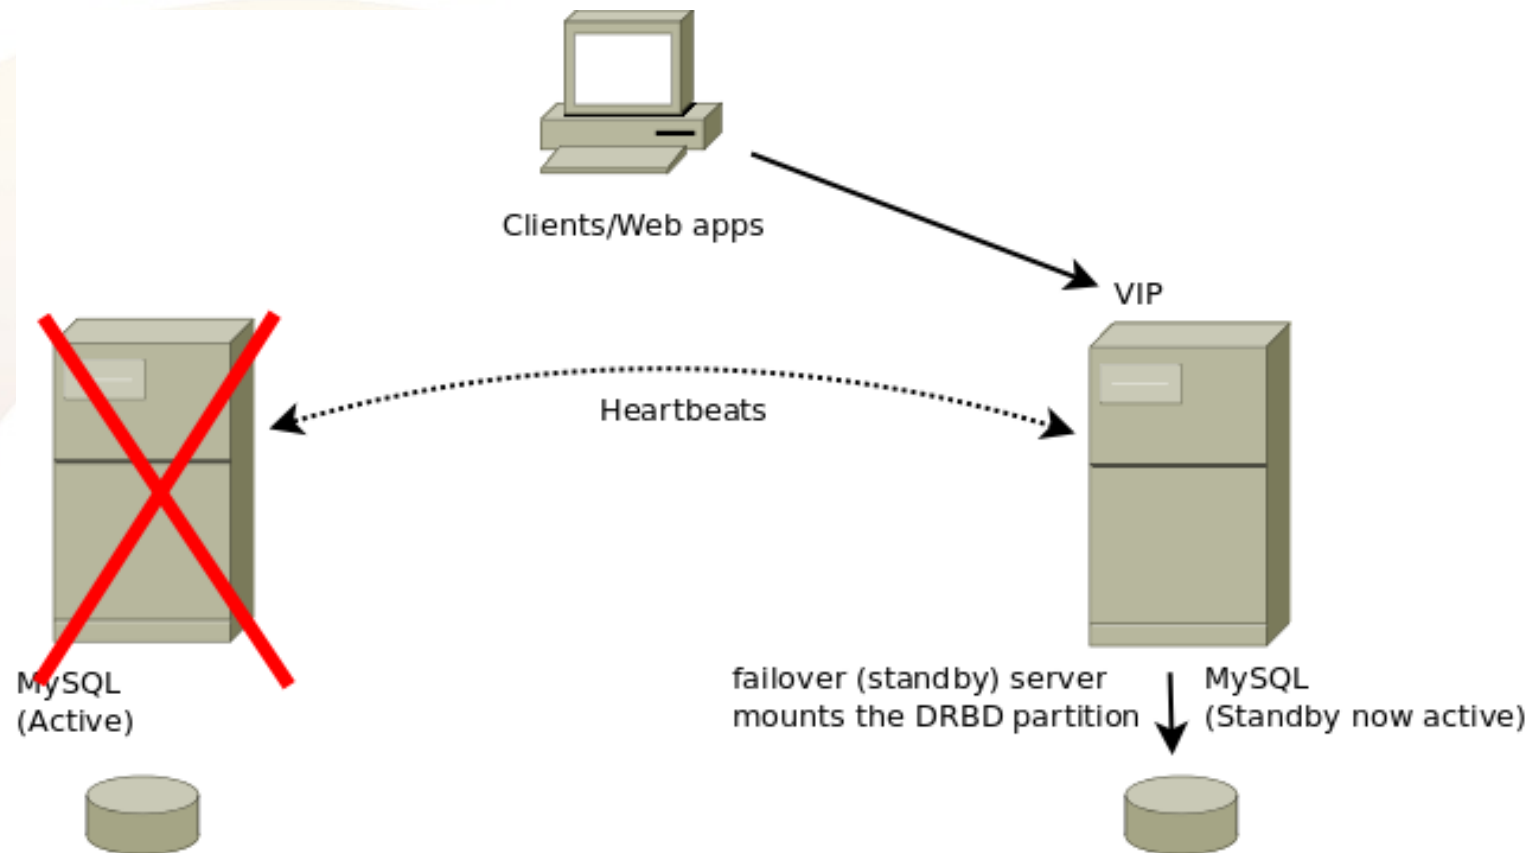 Clients/Web apps
VIP
Heartbeats
MySQL
(Active)
failover (standby) server
mounts the DRBD partition
MySQL
(Standby now active)